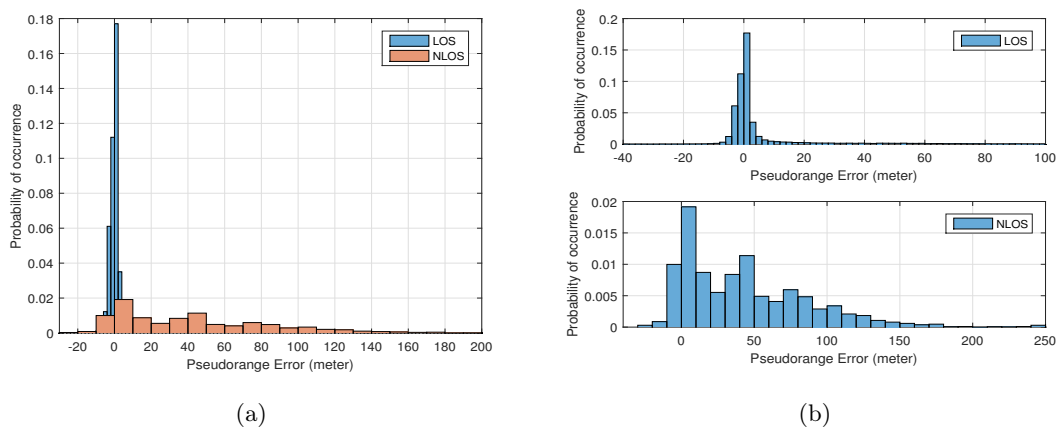 0.18
0.16
0.14
0.12
0.1
0.08
0.06
0.04
0.02
0
Probability of occurrence
LOS
NLOS
-20 0 20 40 60 80 100 120 140 160 180 200
Pseudorange Error (meter)
(a)
0.2
0.15
0.1
0.05
0
Probability of occurrence
LOS
-40 -20 0 20 40 60 80 100
Pseudorange Error (meter)
0.02
0.015
0.01
0.005
0
Probability of occurrence
NLOS
0 50 100 150 200 250
Pseudorange Error (meter)
(b)